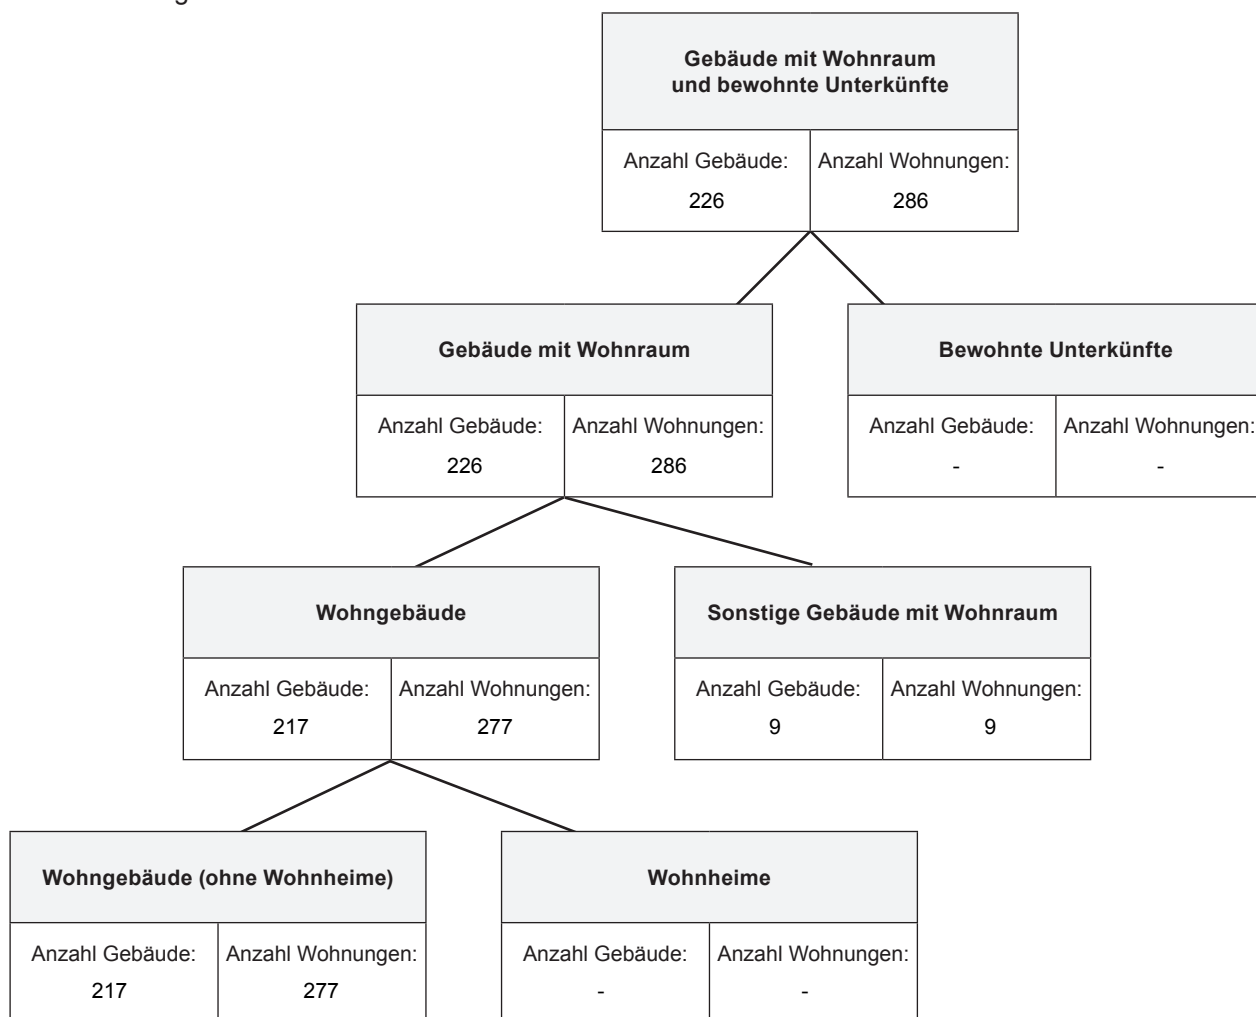 Gebäude mit Wohnraum
und bewohnte Unterkünfte
Anzahl Gebäude: Anzahl Wohnungen:
226 286
Gebäude mit Wohnraum
Anzahl Gebäude: Anzahl Wohnungen:
226 286
Bewohnte Unterkünfte
Anzahl Gebäude: Anzahl Wohnungen:
- -
Wohngebäude
Anzahl Gebäude: Anzahl Wohnungen:
217 277
Sonstige Gebäude mit Wohnraum
Anzahl Gebäude: Anzahl Wohnungen:
9 9
Wohngebäude (ohne Wohnheime)
Anzahl Gebäude: Anzahl Wohnungen:
217 277
Wohnheime
Anzahl Gebäude: Anzahl Wohnungen:
- -